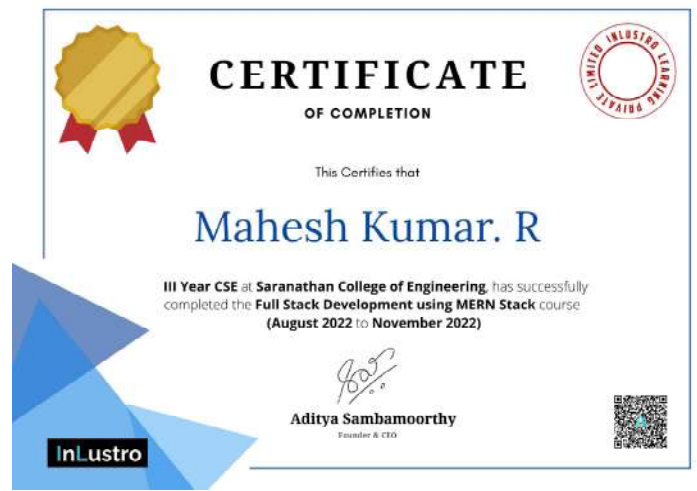 CERTIFICATE
OF COMPLETION
INLUSTRO LEARNING PRIVATE LIMITED
This Certifies that
Mahesh Kumar. R
III Year CSE at Saranathan College of Engineering, has successfully
completed the Full Stack Development using MERN Stack course
(August 2022 to November 2022)
Aditya Sambamoorthy
Founder & CEO
InLustro